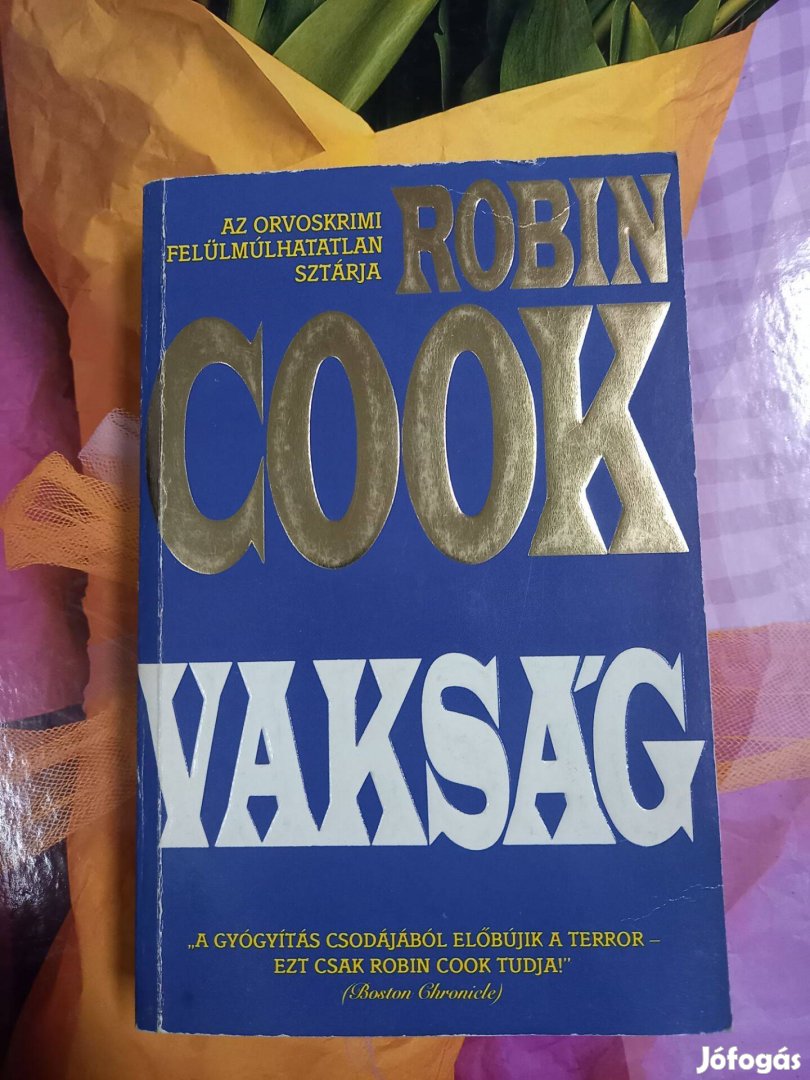 AZ ORVOSKRIMI
FELÜLMÚLHATATLAN
SZTÁRJA
ROBIN
COOK
VAKSÁG
„A GYÓGYÍTÁS CSODÁJÁBÓL ELŐBÚJIK A TERROR –
EZT CSAK ROBIN COOK TUDJA!”
(Boston Chronicle)
Jófogás